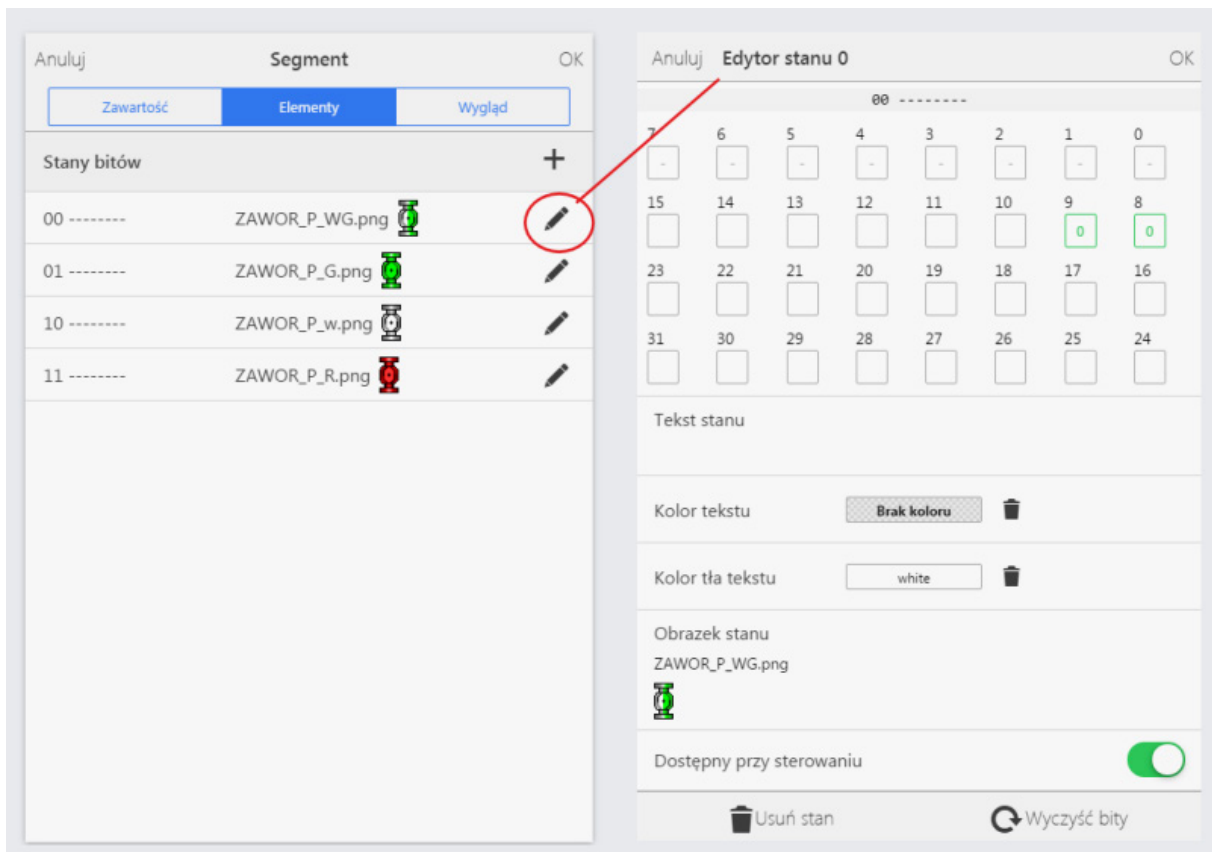 Anuluj Segment OK
Zawartość Elementy Wygląd
Stany bitów +
00 -------- ZAWOR_P_WG.png
01 -------- ZAWOR_P_G.png
10 -------- ZAWOR_P_w.png
11 -------- ZAWOR_P_R.png
Anuluj Edytor stanu 0 OK
00 --------
7 6 5 4 3 2 1 0
- - - - - - - -
15 14 13 12 11 10 9 8
0 0
23 22 21 20 19 18 17 16
31 30 29 28 27 26 25 24
Tekst stanu
Kolor tekstu Brak koloru
Kolor tła tekstu white
Obrazek stanu
ZAWOR_P_WG.png
Dostępny przy sterowaniu
Usuń stan Wyczyść bity